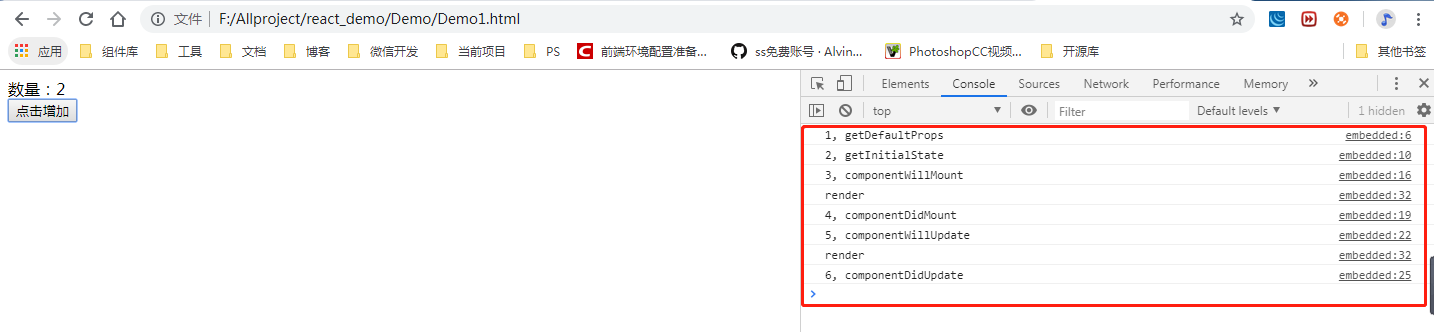 文件 F:/Allproject/react_demo/Demo/Demo1.html
应用 组件库 工具 文档 博客 微信开发 当前项目 PS 前端环境配置准备... ss免费账号 · Alvin... PhotoshopCC视频... 开源库 其他书签
数量：2
点击增加
Elements Console Sources Network Performance Memory
top Filter Default levels 1 hidden
1, getDefaultProps embedded:6
2, getInitialState embedded:10
3, componentWillMount embedded:16
render embedded:32
4, componentDidMount embedded:19
5, componentWillUpdate embedded:22
render embedded:32
6, componentDidUpdate embedded:25